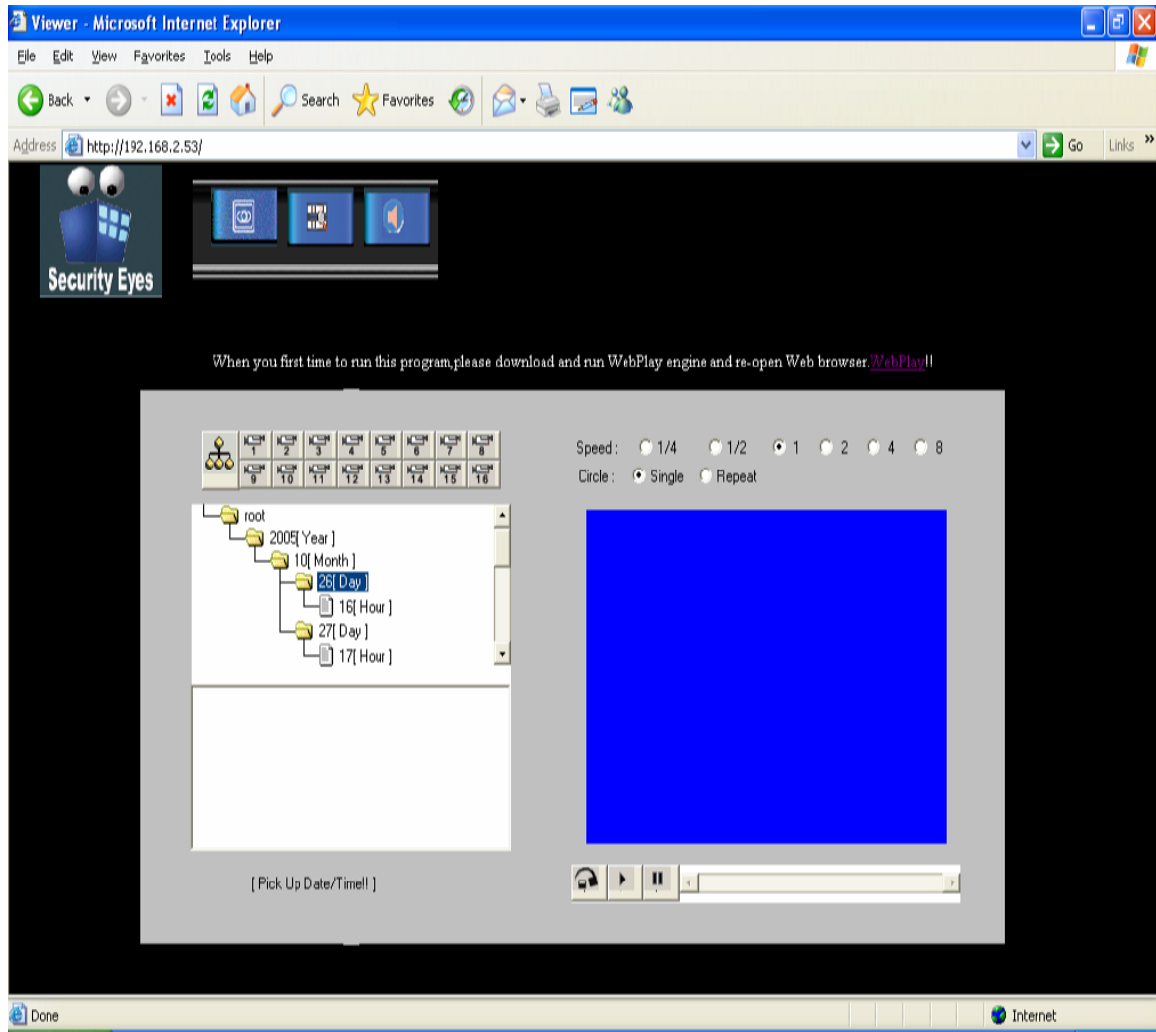 Viewer - Microsoft Internet Explorer
File Edit View Favorites Tools Help
Back Search Favorites
Address http://192.168.2.53/ Go Links »
Security Eyes
When you first time to run this program,please download and run WebPlay engine and re-open Web browser.WebPlay!!
1 2 3 4 5 6 7 8
9 10 11 12 13 14 15 16
Speed : 1/4 1/2 1 2 4 8
Circle : Single Repeat
root
2005[ Year ]
10[ Month ]
26[ Day ]
16[ Hour ]
27[ Day ]
17[ Hour ]
[ Pick Up Date/Time!! ]
Done Internet